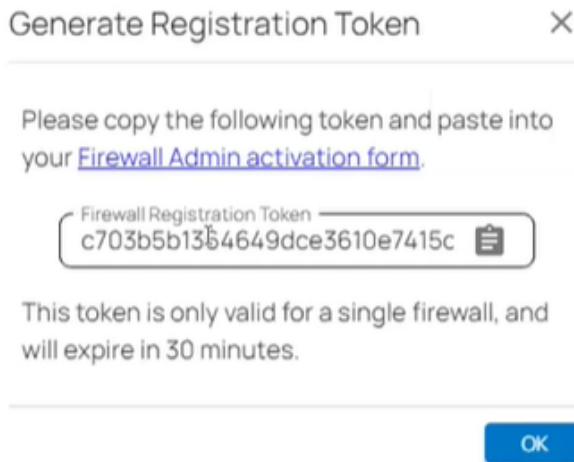 Generate Registration Token
Please copy the following token and paste into
your Firewall Admin activation form.
Firewall Registration Token
This token is only valid for a single firewall, and
will expire in 30 minutes.
OK